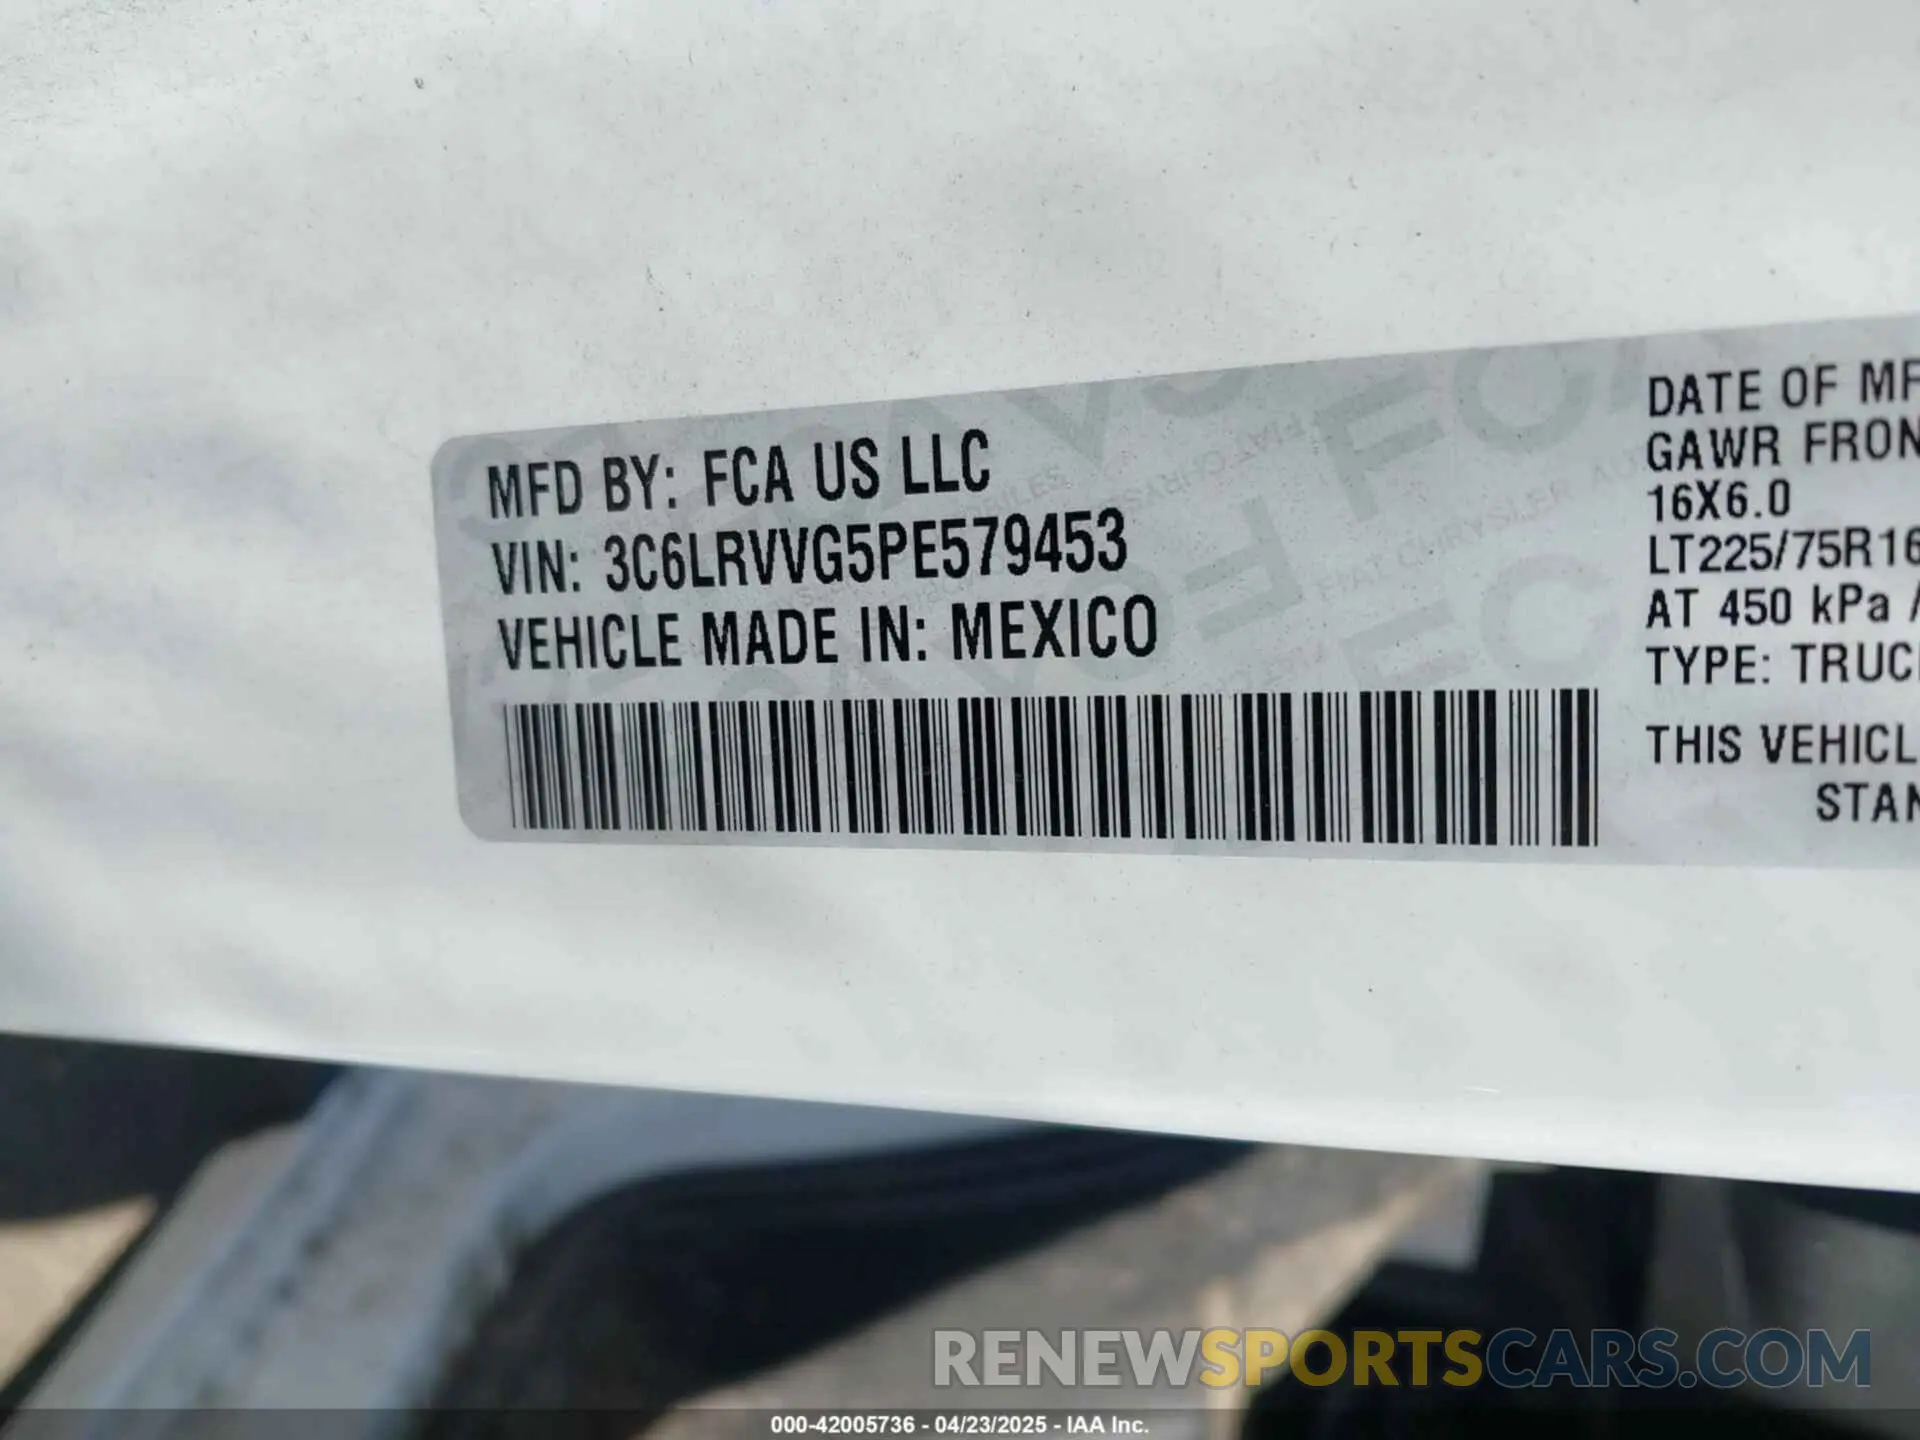 MFD BY: FCA US LLC
VIN: 3C6LRVVG5PE579453
VEHICLE MADE IN: MEXICO
DATE OF MF
GAWR FRON
16X6.0
LT225/75R16
AT 450 kPa /
TYPE: TRUC
THIS VEHICL
STAN
RENEWSPORTSCARS.COM
000-42005736 - 04/23/2025 - IAA Inc.